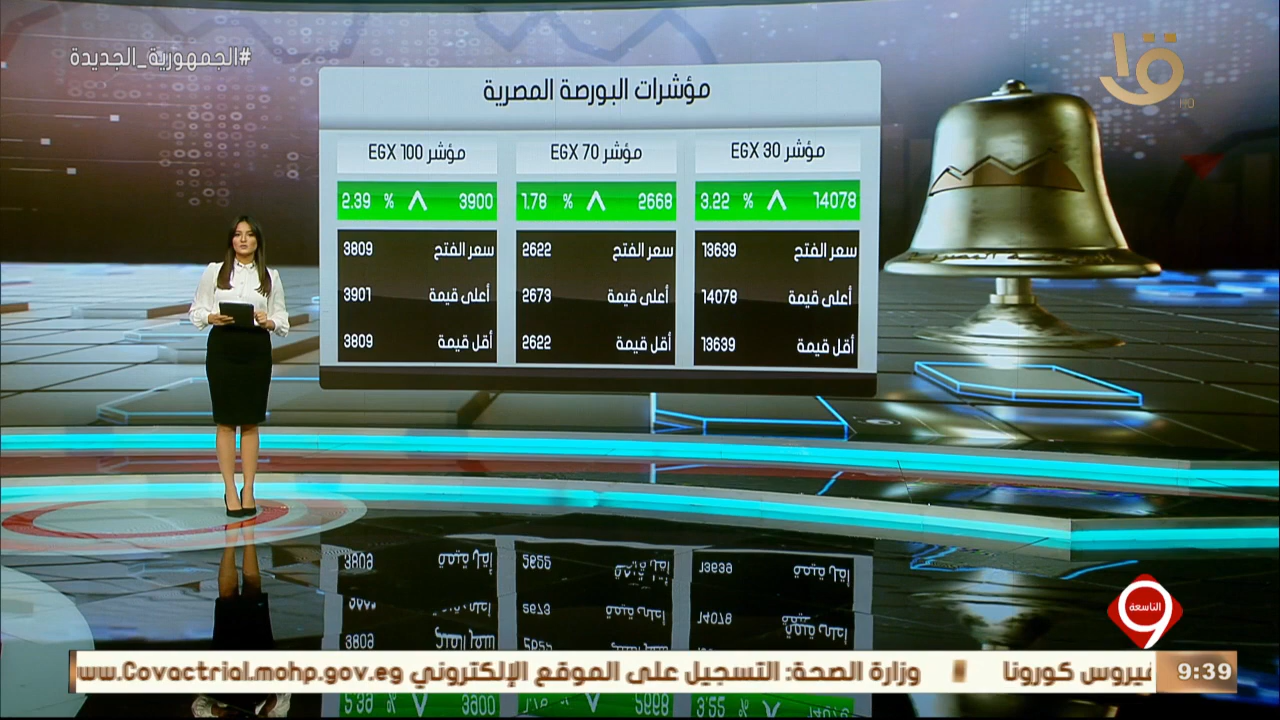 #الجمهورية_الجديدة
مؤشرات البورصة المصرية
مؤشر EGX 30
14078 3.22 %
سعر الفتح 13639
أعلى قيمة 14078
أقل قيمة 13639
مؤشر EGX 70
2668 1.78 %
سعر الفتح 2622
أعلى قيمة 2673
أقل قيمة 2622
مؤشر EGX 100
3900 2.39 %
سعر الفتح 3809
أعلى قيمة 3901
أقل قيمة 3809
التاسعة
9
9:39
فيروس كورونا
وزارة الصحة: التسجيل على الموقع الإلكتروني www.Covactrial.mohp.gov.eg